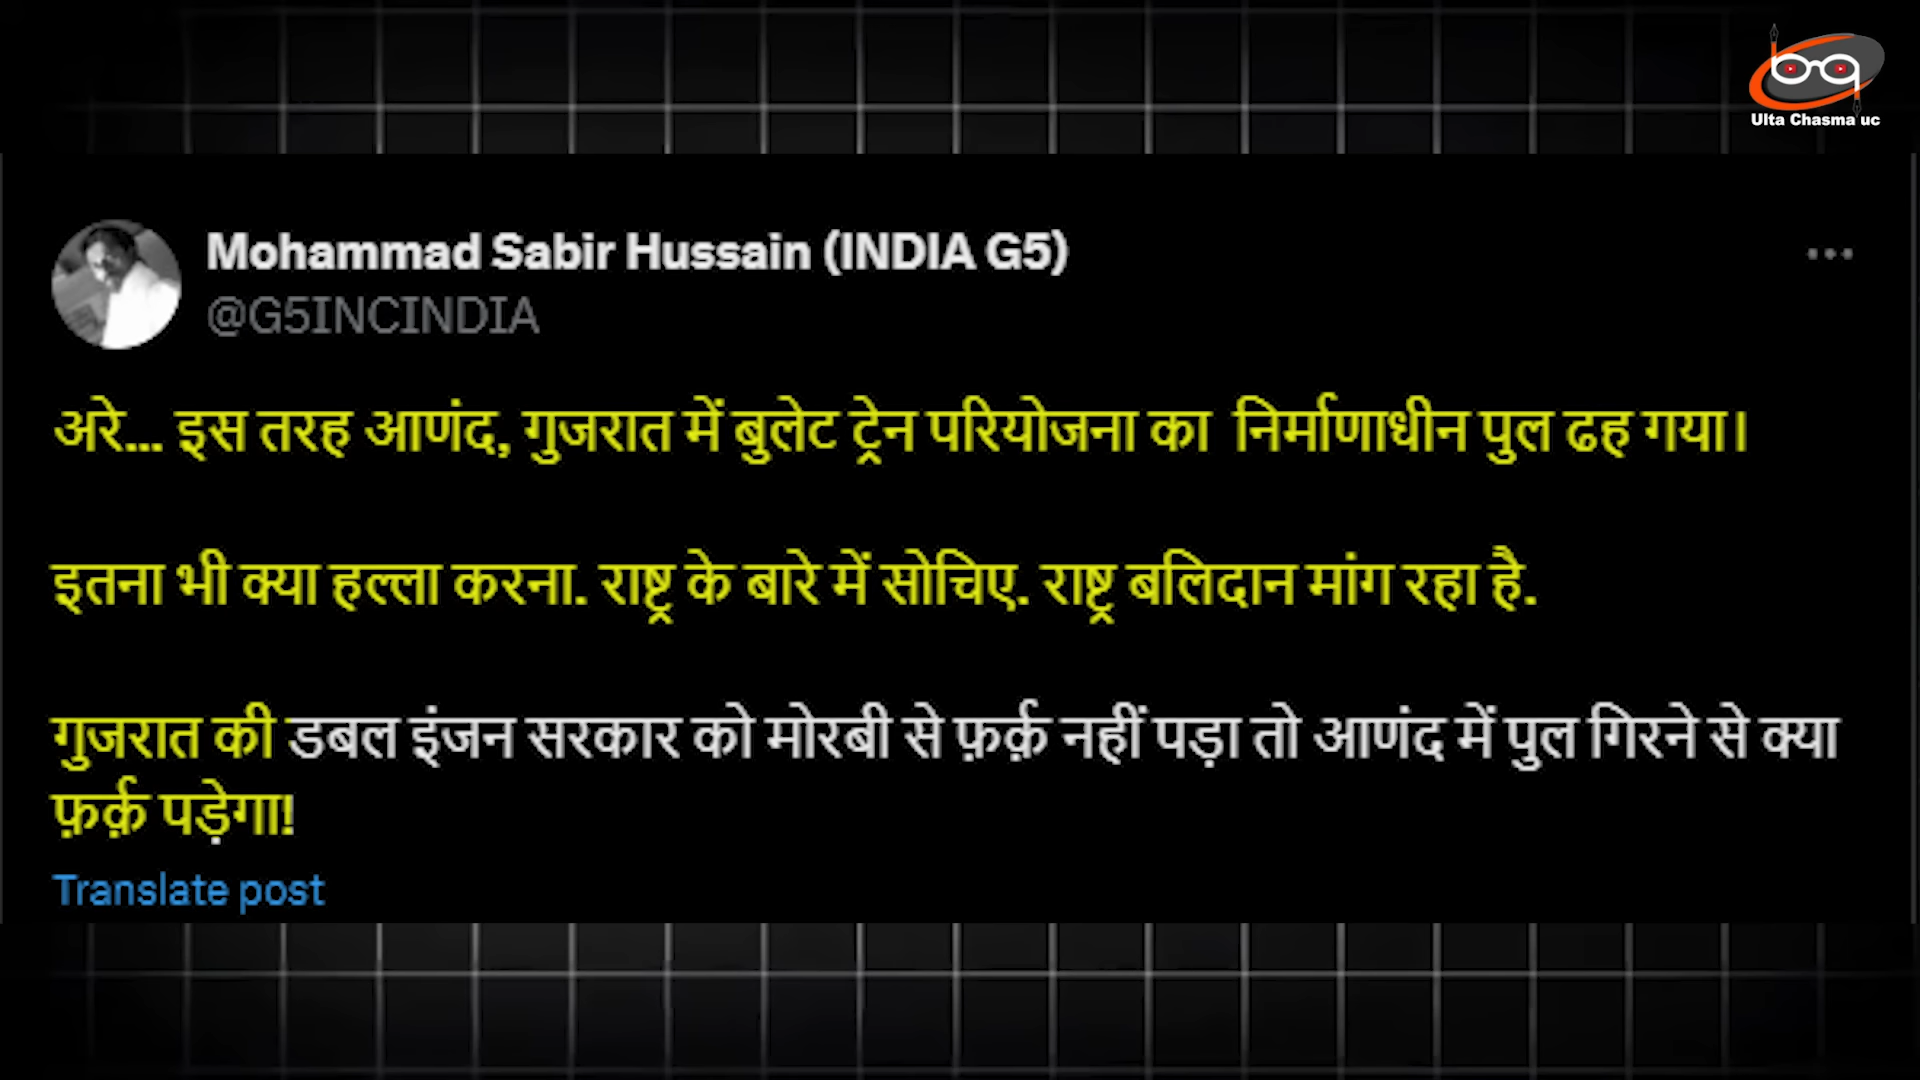 Ulta Chasma uc
Mohammad Sabir Hussain (INDIA G5)
@G5INCINDIA
अरे... इस तरह आणंद, गुजरात में बुलेट ट्रेन परियोजना का निर्माणाधीन पुल ढह गया।
इतना भी क्या हल्ला करना. राष्ट्र के बारे में सोचिए. राष्ट्र बलिदान मांग रहा है.
गुजरात की डबल इंजन सरकार को मोरबी से फ़र्क़ नहीं पड़ा तो आणंद में पुल गिरने से क्या
फ़र्क़ पड़ेगा!
Translate post